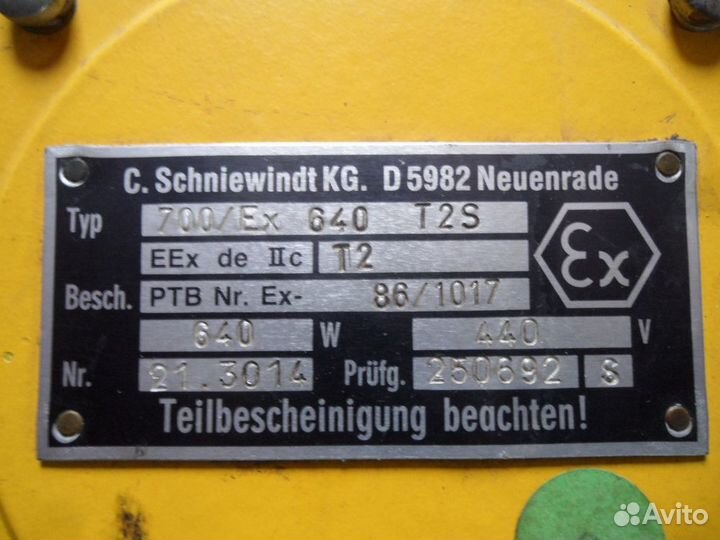 C. Schniewindt KG. D 5982 Neuenrade
Typ 700/Ex 640 T2S
EEx de IIc T2
Ex
Besch. PTB Nr. Ex- 86/1017
640 W 440 V
Nr. 21.3014 Prüfg. 250692 S
Teilbescheinigung beachten!
Avito